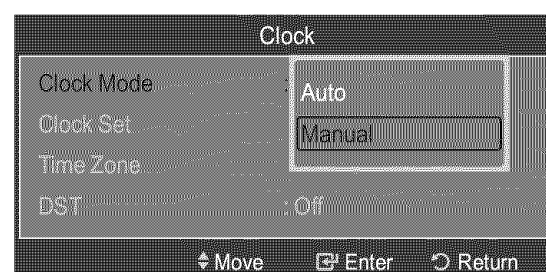 Clock
Clock Mode : Auto
Manual
Clock Set
Time Zone
DST : Off
Move Enter Return